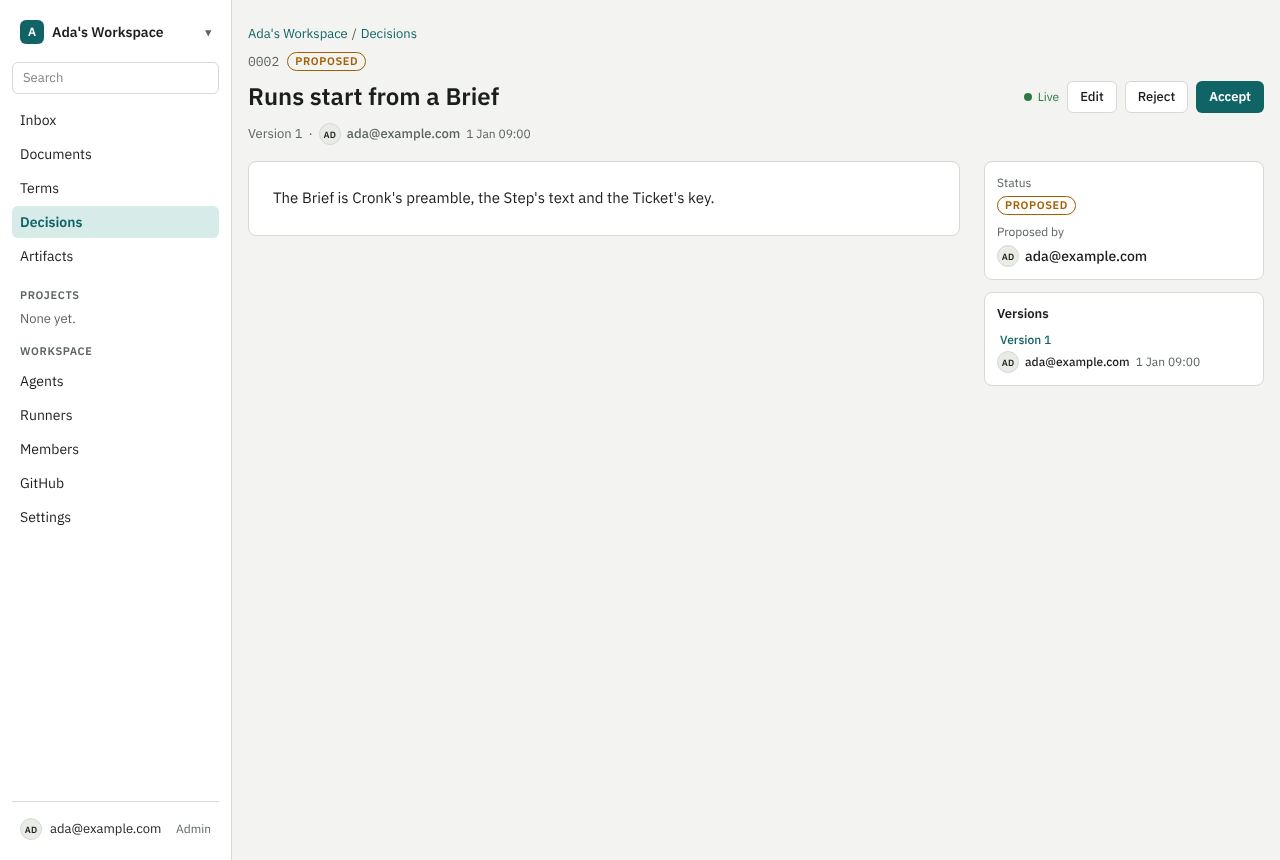 A Ada's Workspace ▾
Search
Inbox
Documents
Terms
Decisions
Artifacts
PROJECTS
None yet.
WORKSPACE
Agents
Runners
Members
GitHub
Settings
AD ada@example.com Admin
Ada's Workspace / Decisions
0002 PROPOSED
Runs start from a Brief
Live Edit Reject Accept
Version 1 · AD ada@example.com 1 Jan 09:00
The Brief is Cronk's preamble, the Step's text and the Ticket's key.
Status
PROPOSED
Proposed by
AD ada@example.com
Versions
Version 1
AD ada@example.com 1 Jan 09:00